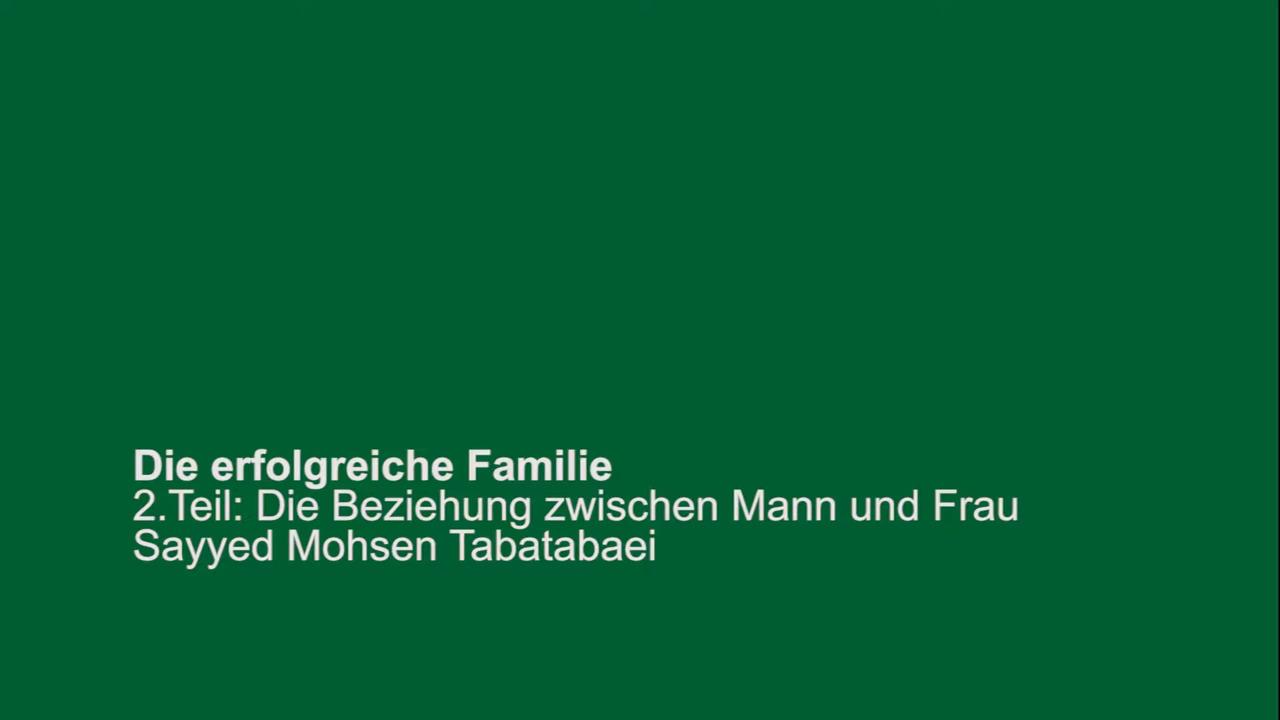 Die erfolgreiche Familie
2.Teil: Die Beziehung zwischen Mann und Frau
Sayyed Mohsen Tabatabaei